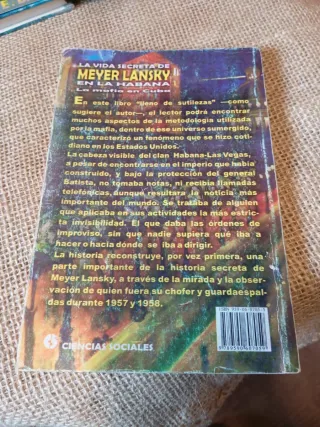 LA VIDA SECRETA DE
MEYER LANSKY
EN LA HABANA
La mafia en Cuba
En este libro "lleno de sutilezas" —como
sugiere el autor—, el lector podrá encontrar
muchos aspectos de la metodología utilizada
por la mafia, dentro de ese universo sumergido,
que caracterizó un fenómeno que se hizo coti-
diano en los Estados Unidos.
La cabeza visible del clan Habana-Las Vegas,
a pesar de encontrarse en el imperio que había
construido, y bajo la protección del general
Batista, no tomaba notas, ni recibía llamadas
telefónicas, aunque resultara la noticia más
importante del mundo. Se trataba de alguien
que aplicaba en sus actividades la más estric-
ta invisibilidad. El que daba las órdenes de
improviso, sin que nadie supiera qué iba a
hacer o hacia dónde se iba a dirigir.
La historia reconstruye, por vez primera, una
parte importante de la historia secreta de
Meyer Lansky, a través de la mirada y la obser-
vación de quien fuera su chofer y guardaespal-
das durante 1957 y 1958.
CIENCIAS SOCIALES